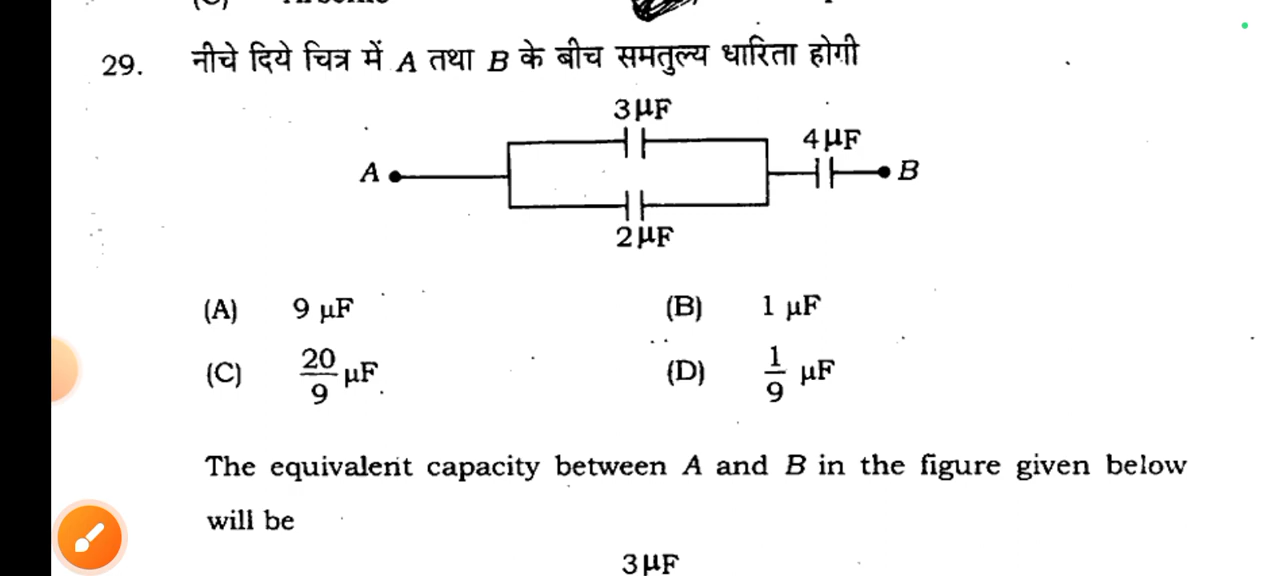 29. नीचे दिये चित्र में A तथा B के बीच समतुल्य धारिता होगी
3μF
4μF
A
B
2μF
(A) 9 μF (B) 1 μF
(C) 20/9 μF (D) 1/9 μF
The equivalent capacity between A and B in the figure given below
will be
3μF